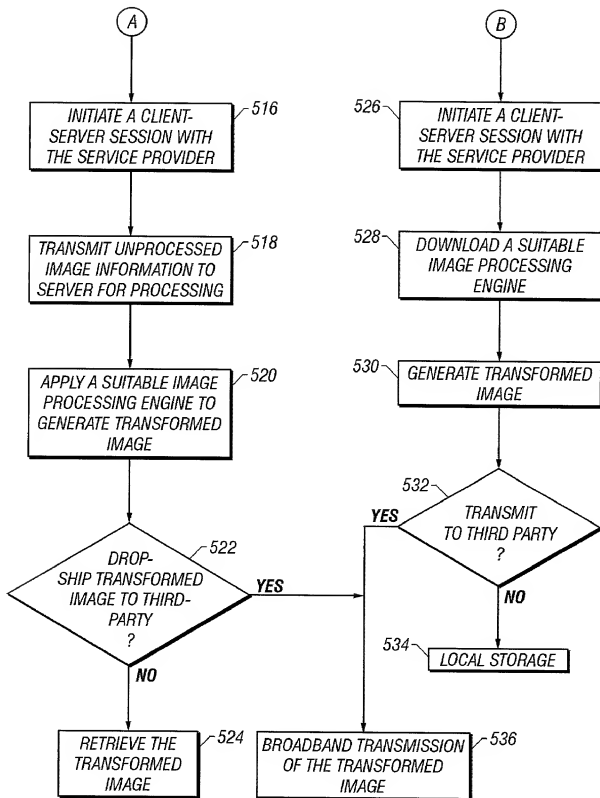 A
INITIATE A CLIENT-
SERVER SESSION WITH
THE SERVICE PROVIDER
516
TRANSMIT UNPROCESSED
IMAGE INFORMATION TO
SERVER FOR PROCESSING
518
APPLY A SUITABLE IMAGE
PROCESSING ENGINE TO
GENERATE TRANSFORMED
IMAGE
520
DROP-
SHIP TRANSFORMED
IMAGE TO THIRD-
PARTY
?
522
YES
NO
RETRIEVE THE
TRANSFORMED
IMAGE
524
B
INITIATE A CLIENT-
SERVER SESSION WITH
THE SERVICE PROVIDER
526
DOWNLOAD A SUITABLE
IMAGE PROCESSING
ENGINE
528
GENERATE TRANSFORMED
IMAGE
530
TRANSMIT
TO THIRD PARTY
?
532
YES
NO
LOCAL STORAGE
534
BROADBAND TRANSMISSION
OF THE TRANSFORMED
IMAGE
536